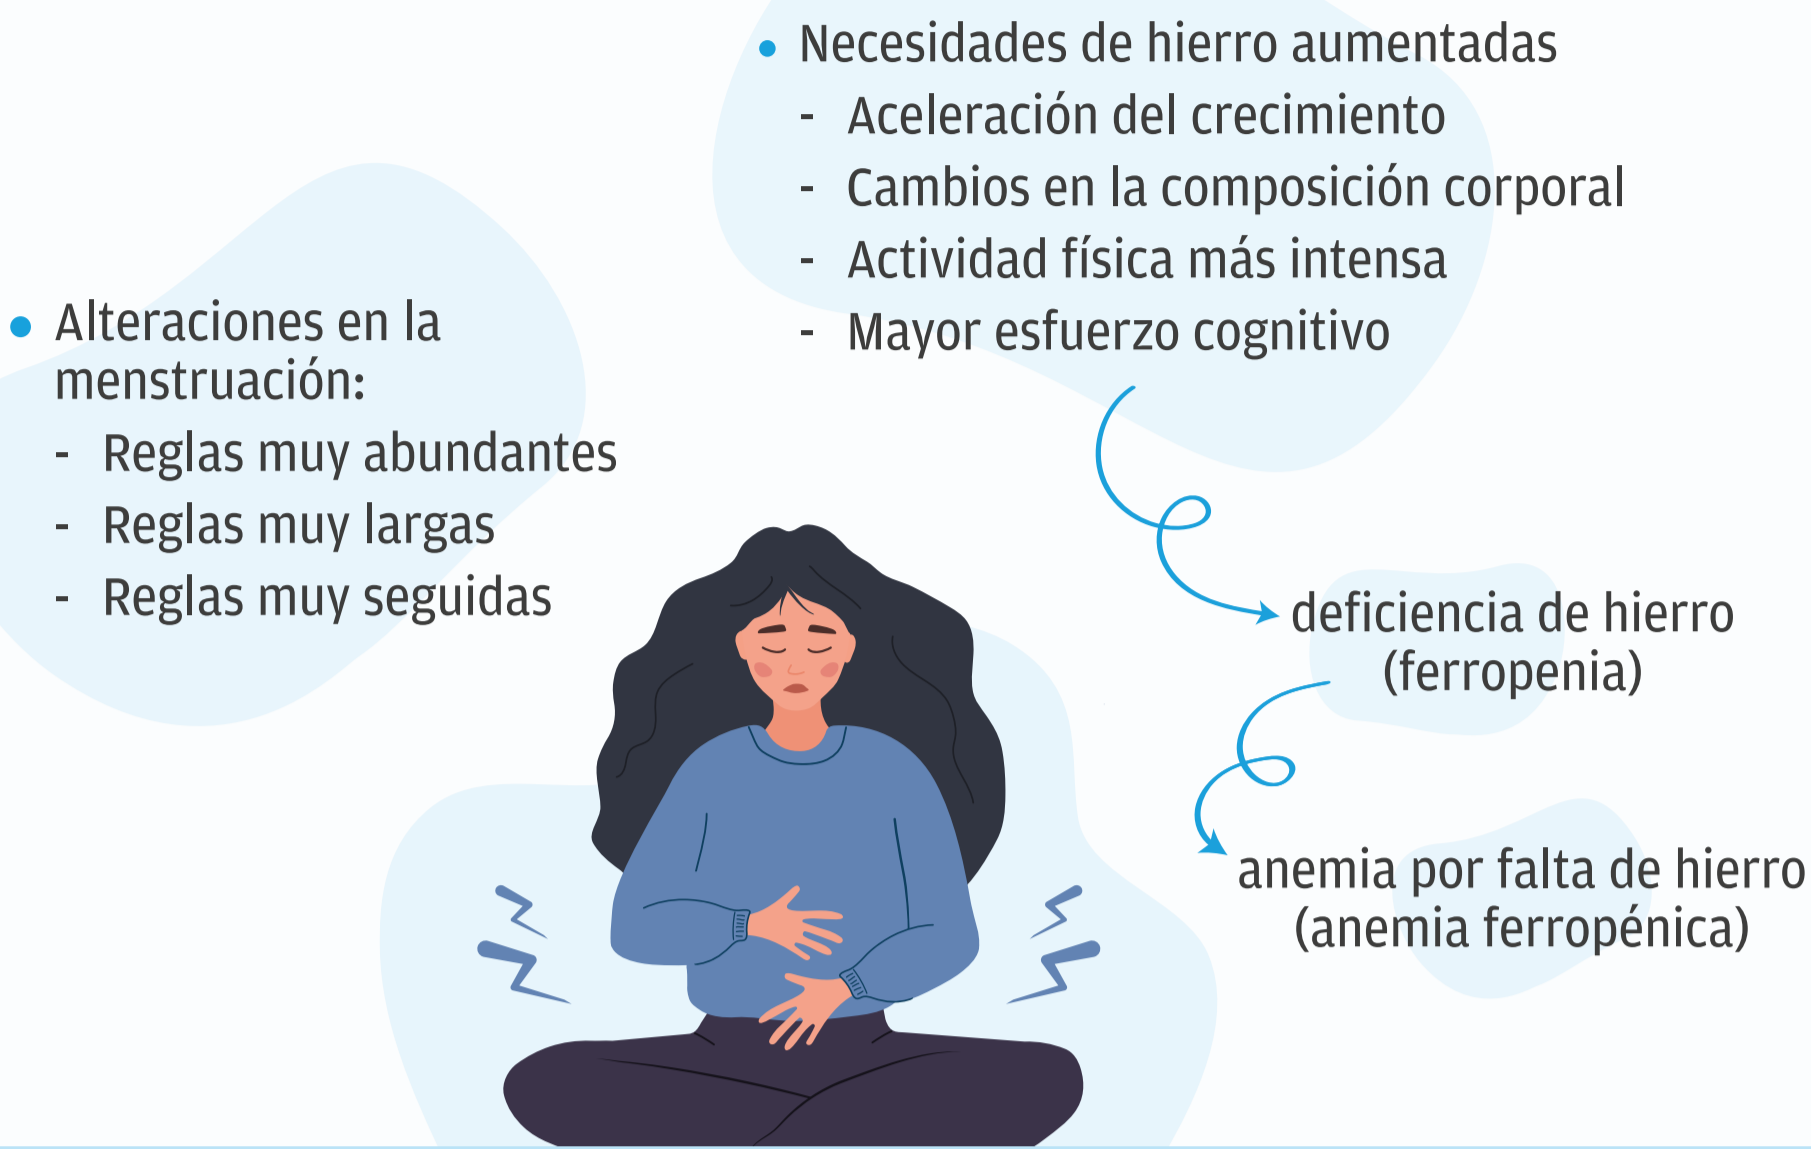 • Necesidades de hierro aumentadas
- Aceleración del crecimiento
- Cambios en la composición corporal
- Actividad física más intensa
- Mayor esfuerzo cognitivo
• Alteraciones en la
menstruación:
- Reglas muy abundantes
- Reglas muy largas
- Reglas muy seguidas
deficiencia de hierro
(ferropenia)
anemia por falta de hierro
(anemia ferropénica)